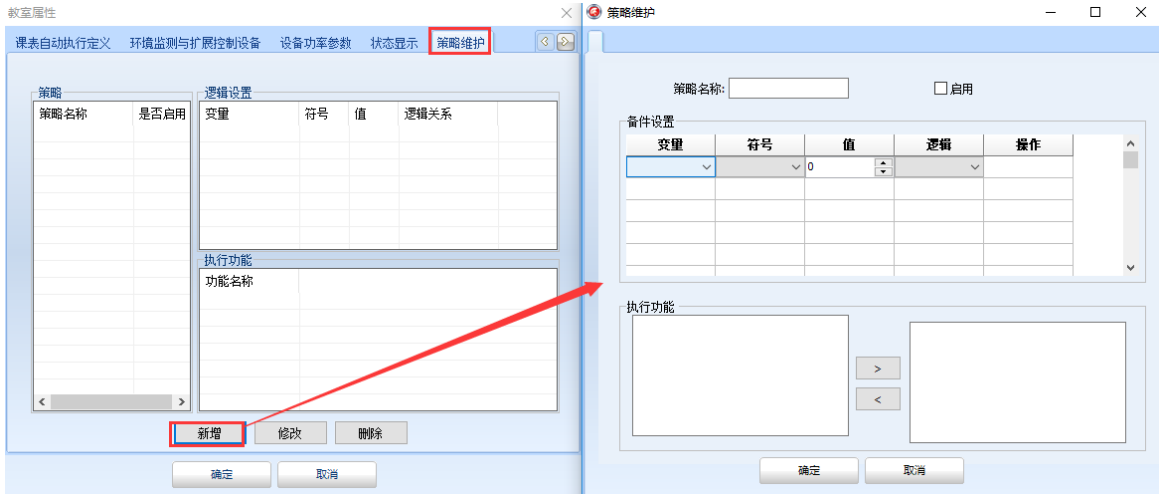 教室属性
课表自动执行定义 环境监测与扩展控制设备 设备功率参数 状态显示 策略维护
策略
策略名称 是否启用
逻辑设置
变量 符号 值 逻辑关系
执行功能
功能名称
新增 修改 删除
确定 取消
策略维护
策略名称: 启用
备件设置
变量 符号 值 逻辑 操作
0
执行功能
>
<
确定 取消